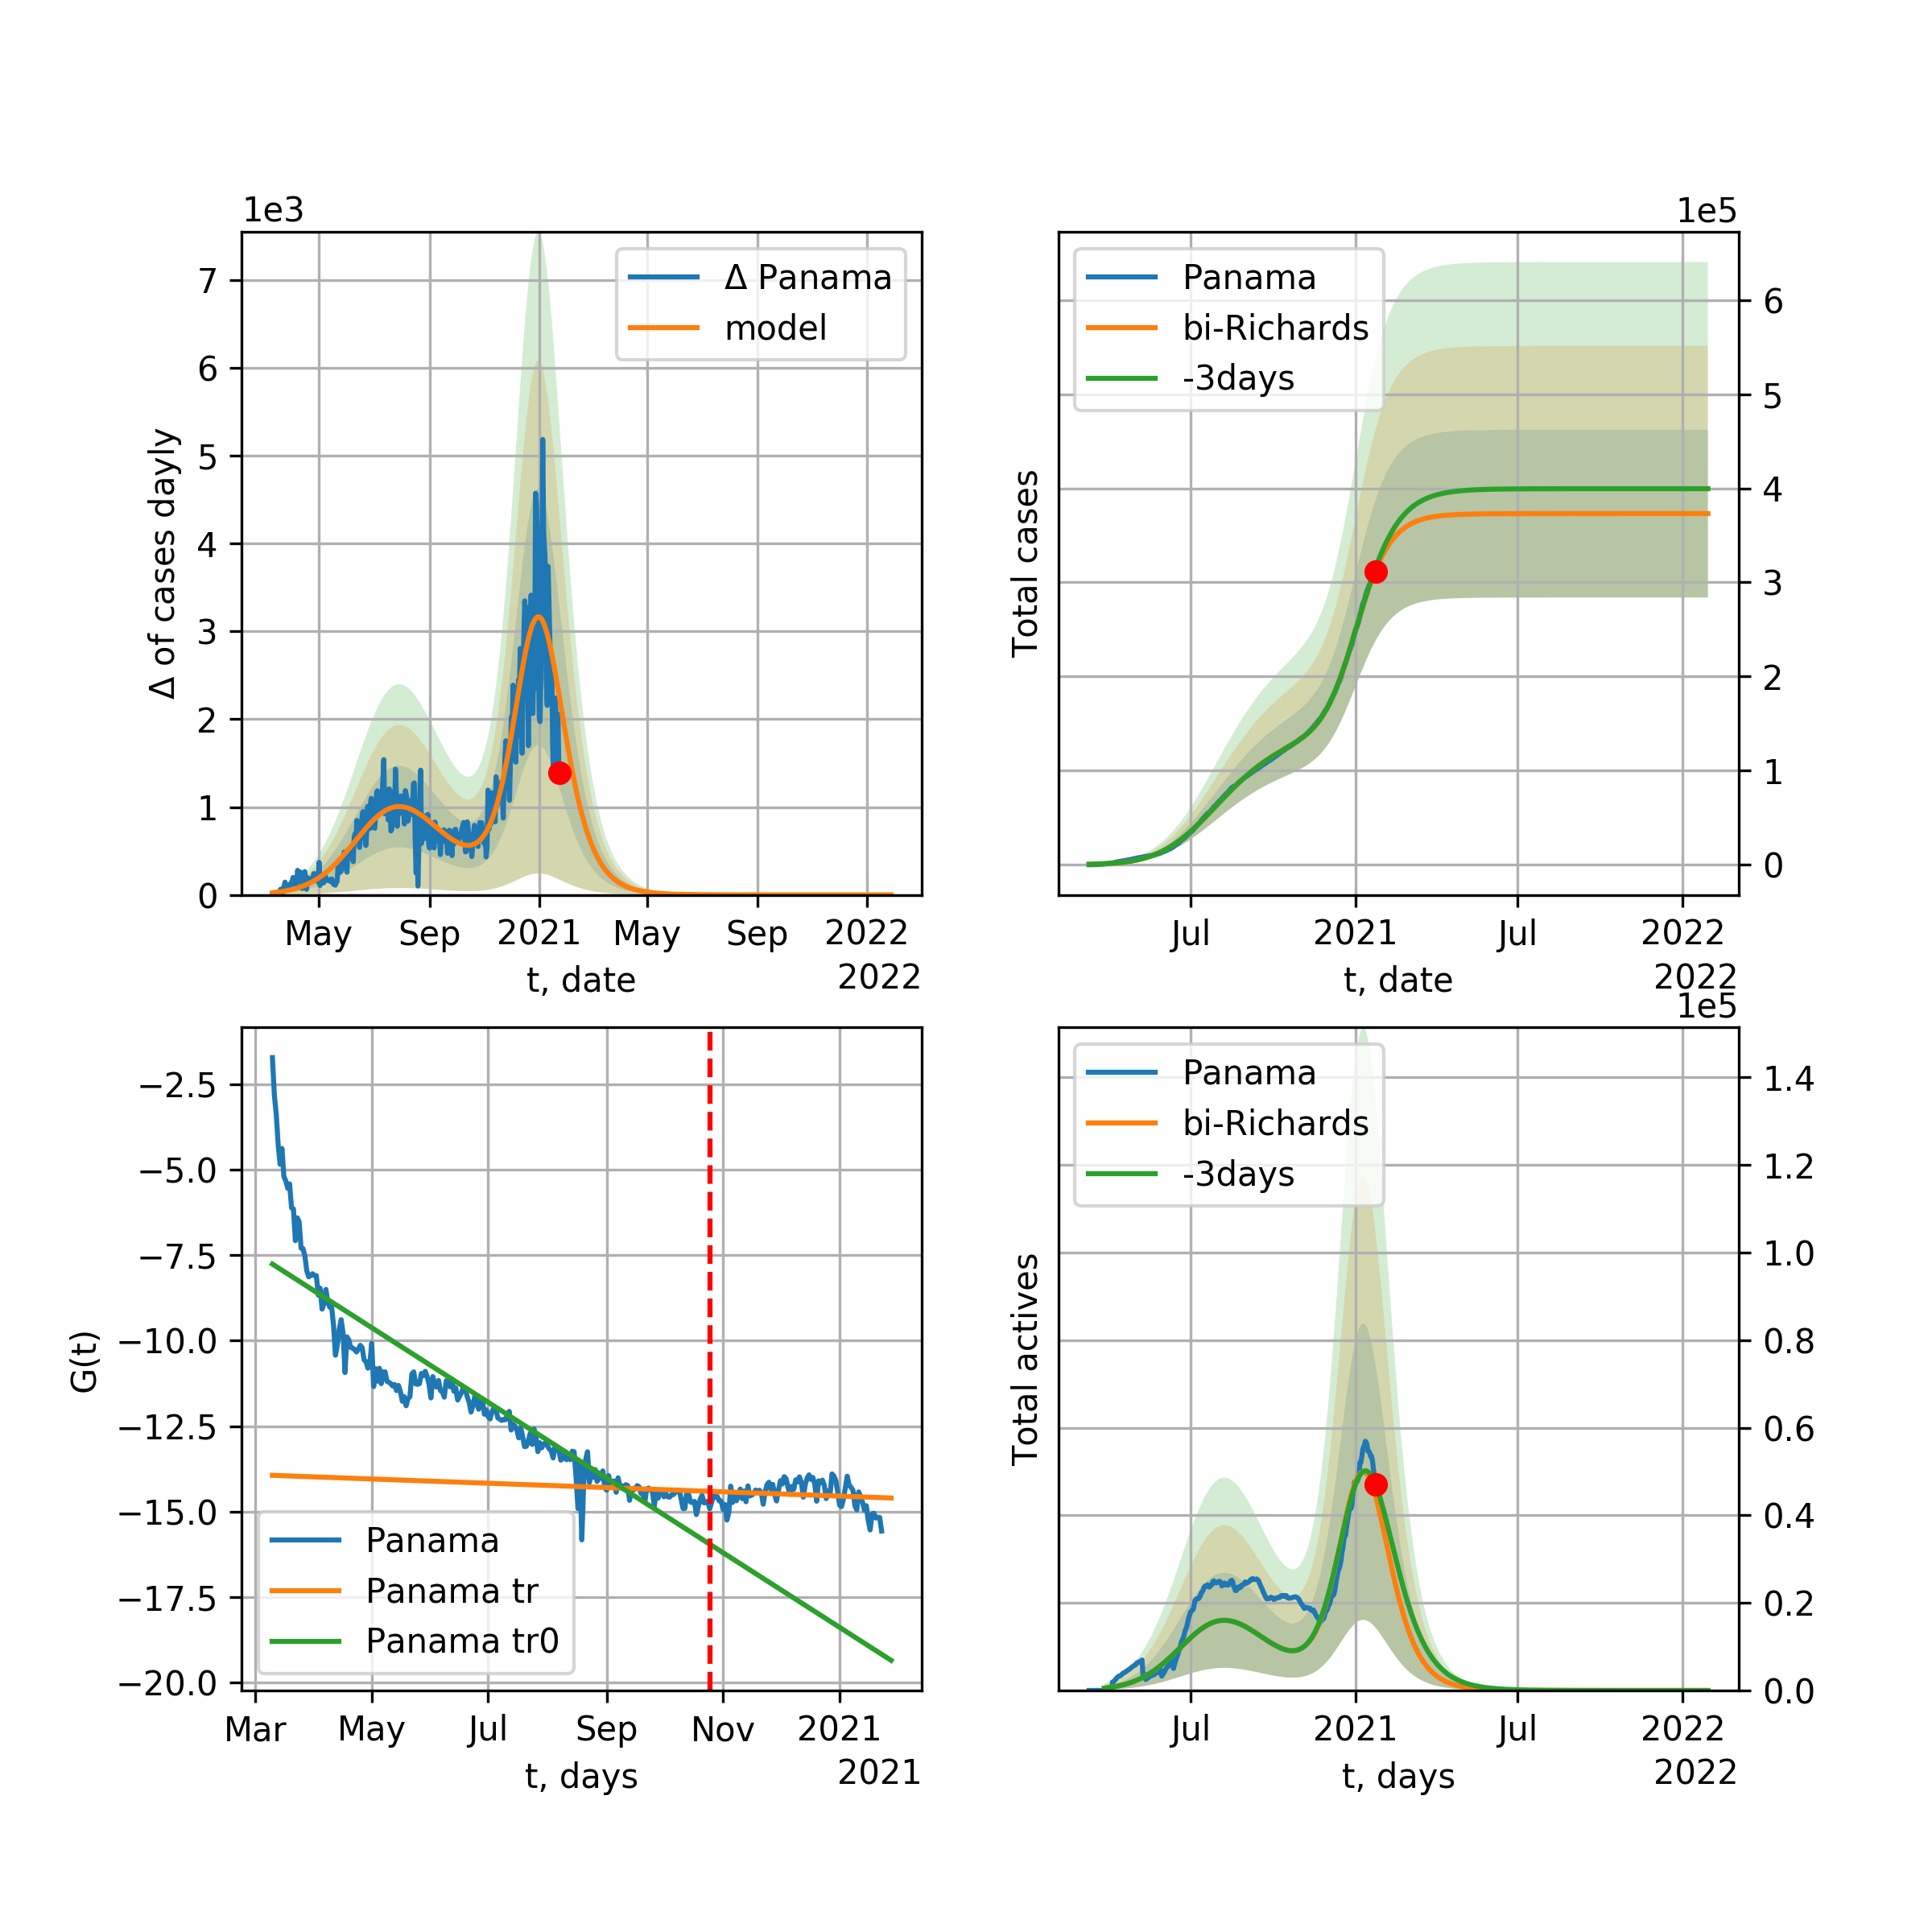 1e3
7
6
5
4
3
2
1
0
Δ of cases dayly
Δ Panama
model
May Sep 2021 May Sep 2022
t, date
2022
1e5
Total cases
Panama
bi-Richards
-3days
6
5
4
3
2
1
0
Jul 2021 Jul 2022
t, date
2022
−2.5
−5.0
−7.5
−10.0
−12.5
−15.0
−17.5
−20.0
G(t)
Panama
Panama tr
Panama tr0
Mar May Jul Sep Nov 2021
t, days
2021
1e5
Total actives
Panama
bi-Richards
-3days
1.4
1.2
1.0
0.8
0.6
0.4
0.2
0.0
Jul 2021 Jul 2022
t, days
2022